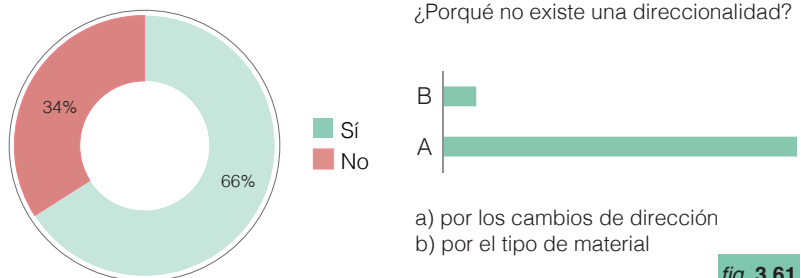 34%
66%
Sí
No
¿Porqué no existe una direccionalidad?
B
A
a) por los cambios de dirección
b) por el tipo de material
fig. 3.61